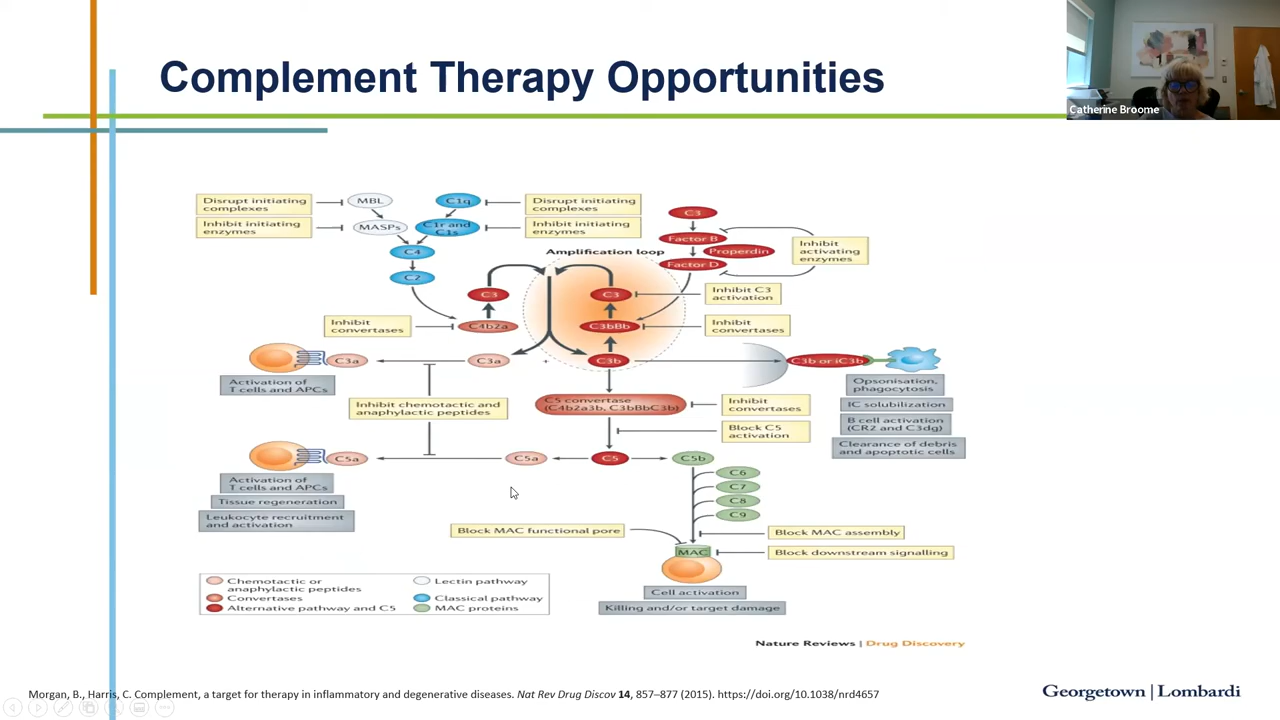 Complement Therapy Opportunities
Catherine Broome
Disrupt initiating
complexes
MBL
C1q
Disrupt initiating
complexes
Inhibit initiating
enzymes
MASPs
C1r and
C1s
Inhibit initiating
enzymes
C3
Factor B
Properdin
Factor D
Inhibit
activating
enzymes
C4
C2
Amplification loop
C3
C3
Inhibit C3
activation
Inhibit
convertases
C4b2a
C3bBb
Inhibit
convertases
C3a
C3a
C3b
C3b or iC3b
Activation of
T cells and APCs
Opsonisation,
phagocytosis
IC solubilization
B cell activation
(CR2 and C3dg)
Clearance of debris
and apoptotic cells
Inhibit chemotactic and
anaphylactic peptides
C5 convertase
(C4b2a3b, C3bBbC3b)
Inhibit
convertases
Block C5
activation
C5a
C5a
C5
C5b
Activation of
T cells and APCs
Tissue regeneration
Leukocyte recruitment
and activation
C6
C7
C8
C9
Block MAC functional pore
Block MAC assembly
MAC
Block downstream signalling
Cell activation
Killing and/or target damage
Chemotactic or
anaphylactic peptides
Convertases
Alternative pathway and C5
Lectin pathway
Classical pathway
MAC proteins
Nature Reviews | Drug Discovery
Morgan, B., Harris, C. Complement, a target for therapy in inflammatory and degenerative diseases. Nat Rev Drug Discov 14, 857–877 (2015). https://doi.org/10.1038/nrd4657
Georgetown | Lombardi